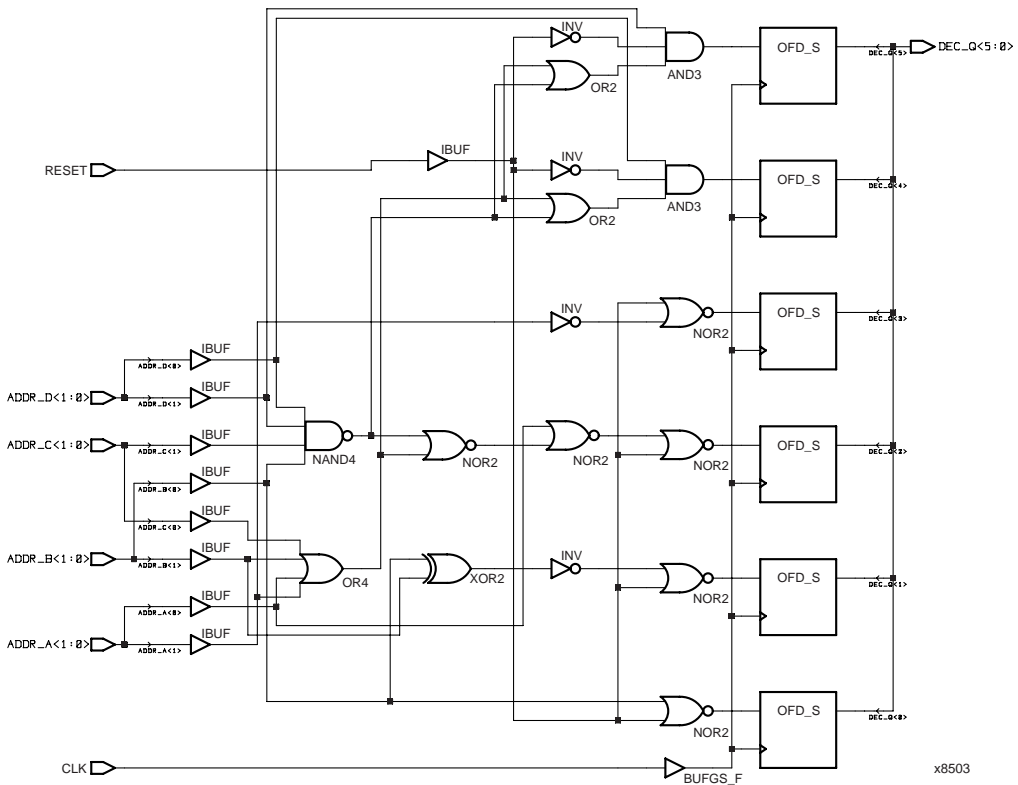 INV
OFD_S
DEC_Q<5>
DEC_Q<5:0>
AND3
OR2
IBUF
RESET
INV
OFD_S
DEC_Q<4>
AND3
OR2
INV
OFD_S
DEC_Q<3>
NOR2
IBUF
ADDR_D<0>
IBUF
ADDR_D<1:0>
ADDR_D<1>
IBUF
ADDR_C<1:0>
ADDR_C<1>
NAND4
NOR2
NOR2
NOR2
OFD_S
DEC_Q<2>
IBUF
ADDR_B<0>
IBUF
ADDR_C<0>
IBUF
ADDR_B<1:0>
ADDR_B<1>
OR4
XOR2
INV
NOR2
OFD_S
DEC_Q<1>
IBUF
ADDR_A<0>
IBUF
ADDR_A<1:0>
ADDR_A<1>
NOR2
OFD_S
DEC_Q<0>
CLK
BUFGS_F
x8503